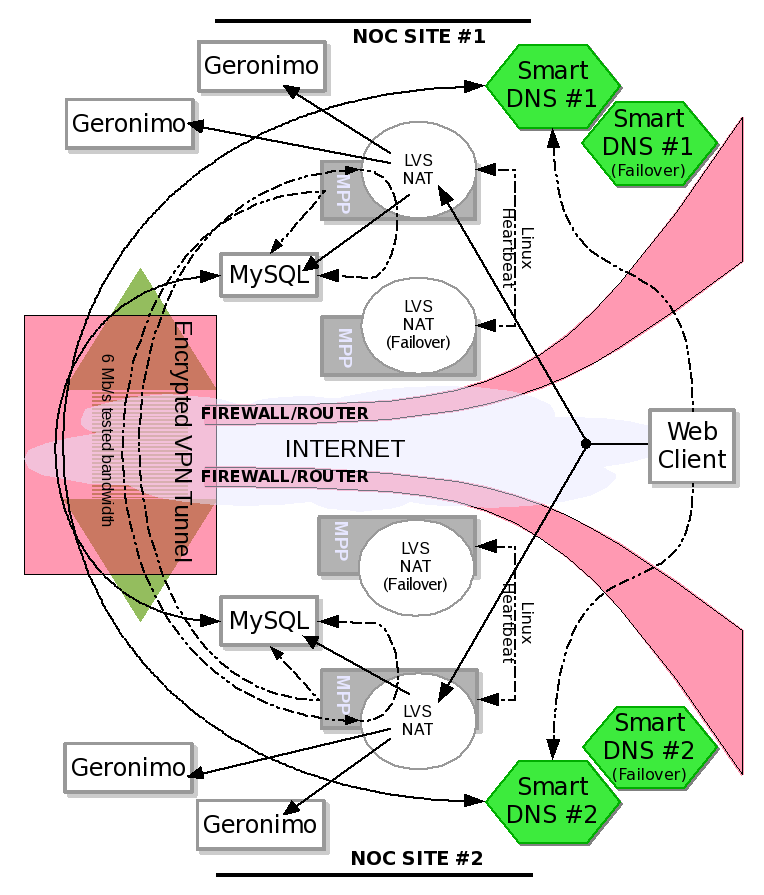 NOC SITE #1
Geronimo
Geronimo
Smart
DNS #1
Smart
DNS #1
(Failover)
LVS
NAT
MPP
Linux
Heartbeat
MySQL
LVS
NAT
(Failover)
MPP
Encrypted VPN Tunnel
6 Mb/s tested bandwidth
FIREWALL/ROUTER
INTERNET
FIREWALL/ROUTER
Web
Client
MPP
LVS
NAT
(Failover)
Linux
Heartbeat
MySQL
MPP
LVS
NAT
Geronimo
Geronimo
Smart
DNS #2
(Failover)
Smart
DNS #2
NOC SITE #2